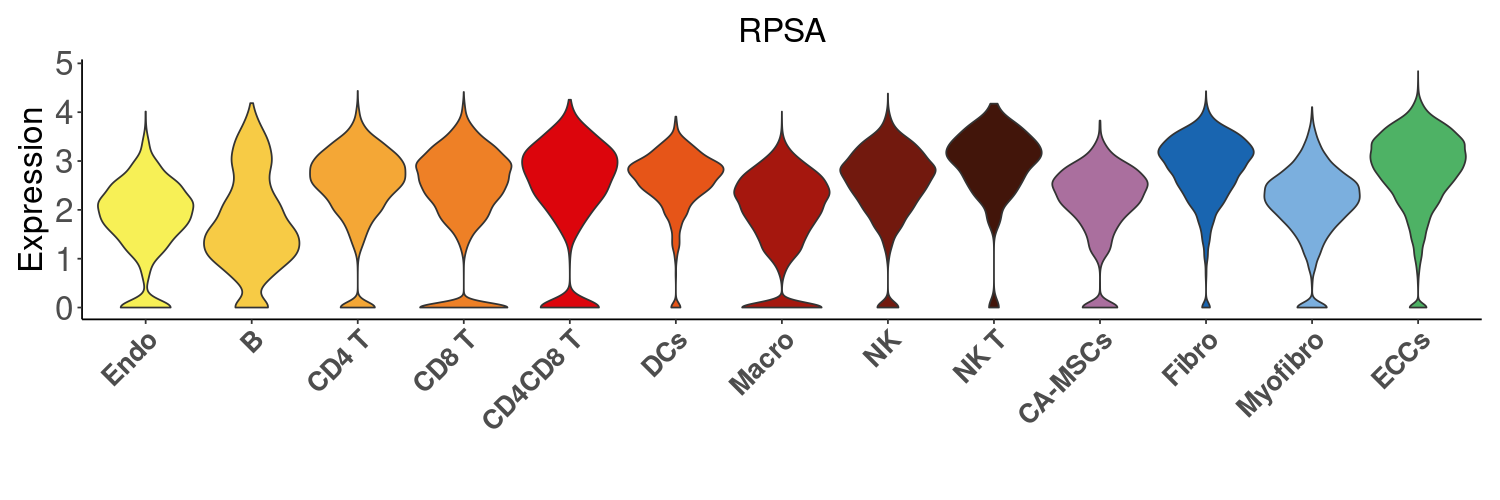 RPSA
Expression
5
4
3
2
1
0
Endo
B
CD4 T
CD8 T
CD4CD8 T
DCs
Macro
NK
NK T
CA-MSCs
Fibro
Myofibro
ECCs